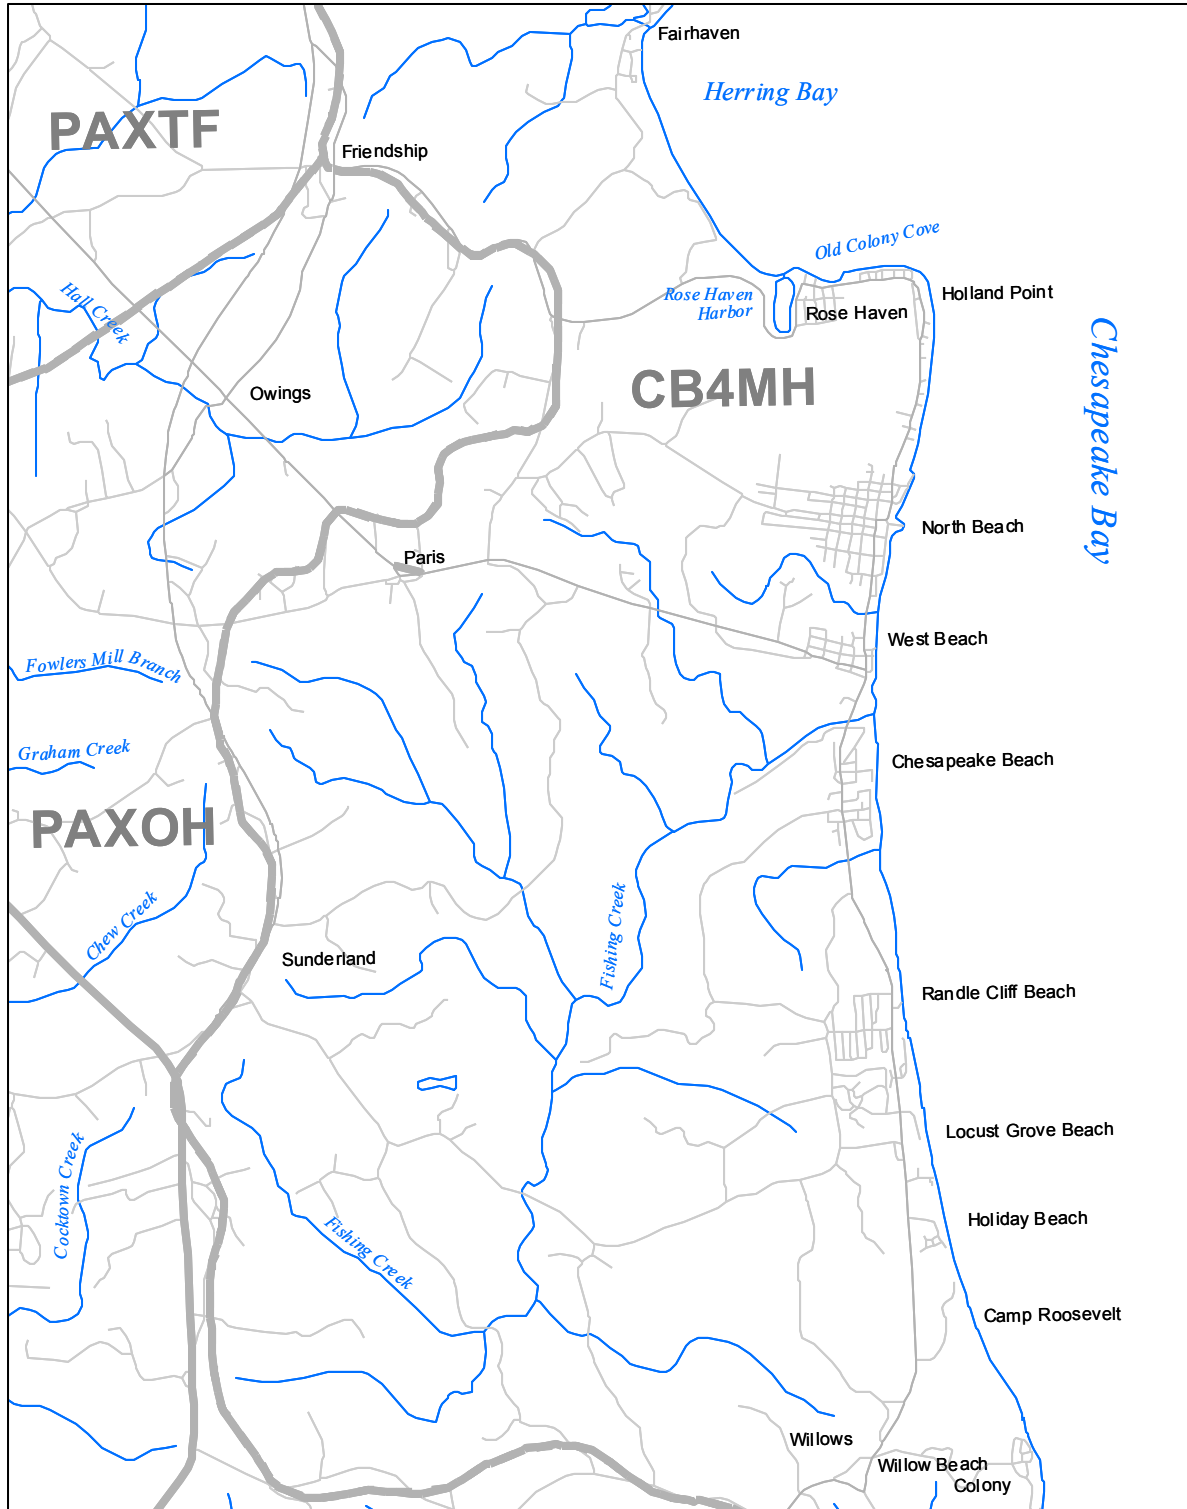 Fairhaven
Herring Bay
PAXTF
Friendship
Old Colony Cove
Hall Creek
Rose Haven
Harbor
Holland Point
Rose Haven
Chesapeake Bay
CB4MH
Owings
North Beach
Paris
West Beach
Fowlers Mill Branch
Graham Creek
Chesapeake Beach
PAXOH
Chew Creek
Fishing Creek
Sunderland
Randle Cliff Beach
Locust Grove Beach
Cocktown Creek
Holiday Beach
Fishing Creek
Camp Roosevelt
Willows
Willow Beach
Colony